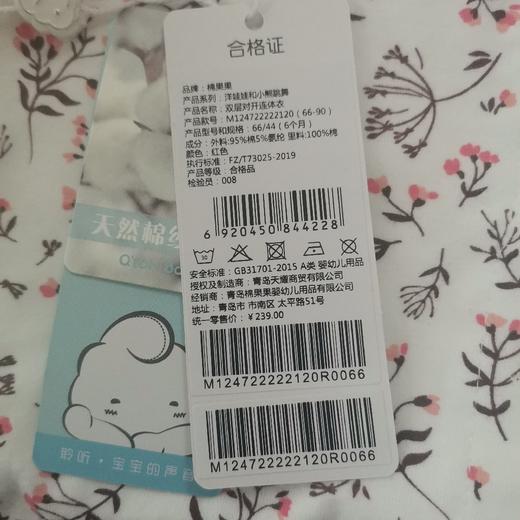 合格证
品牌：棉果果
产品系列：洋娃娃和小熊跳舞
产品名称：双层对开连体衣
产品款号：M124722222120 (66-90)
产品型号和规格：66/44 (6个月)
成分：外料:95%棉5%氨纶 里料:100%棉
颜色：红色
执行标准：FZ/T73025-2019
产品等级：合格品
检验员：008
6 920450 844228
30
安全标准：GB31701-2015 A类 婴幼儿用品
授权及制造商：青岛天耀商贸有限公司
经销商：青岛棉果果婴幼儿用品有限公司
地址：青岛市 市南区 太平路51号
统一零售价：￥239.00
M124722222120R0066
M124722222120R0066
天然棉
聆听·宝宝的声音